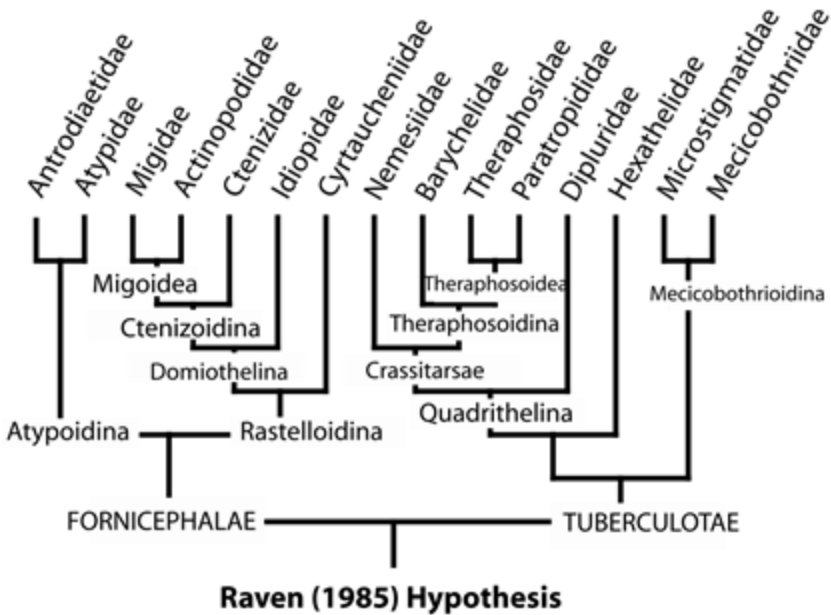 Antrodiaetidae
Atypidae
Migidae
Actinopodidae
Ctenizidae
Idiopidae
Cyrtaucheniidae
Nemesiidae
Barychelidae
Theraphosidae
Paratropididae
Dipluridae
Hexathelidae
Microstigmatidae
Mecicobothriidae
Migoidea
Theraphosoidea
Mecicobothrioidina
Ctenizoidina
Theraphosoidina
Domiothelina
Crassitarsae
Quadrithelina
Atypoidina
Rastelloidina
FORNICEPHALAE
TUBERCULOTAE
Raven (1985) Hypothesis